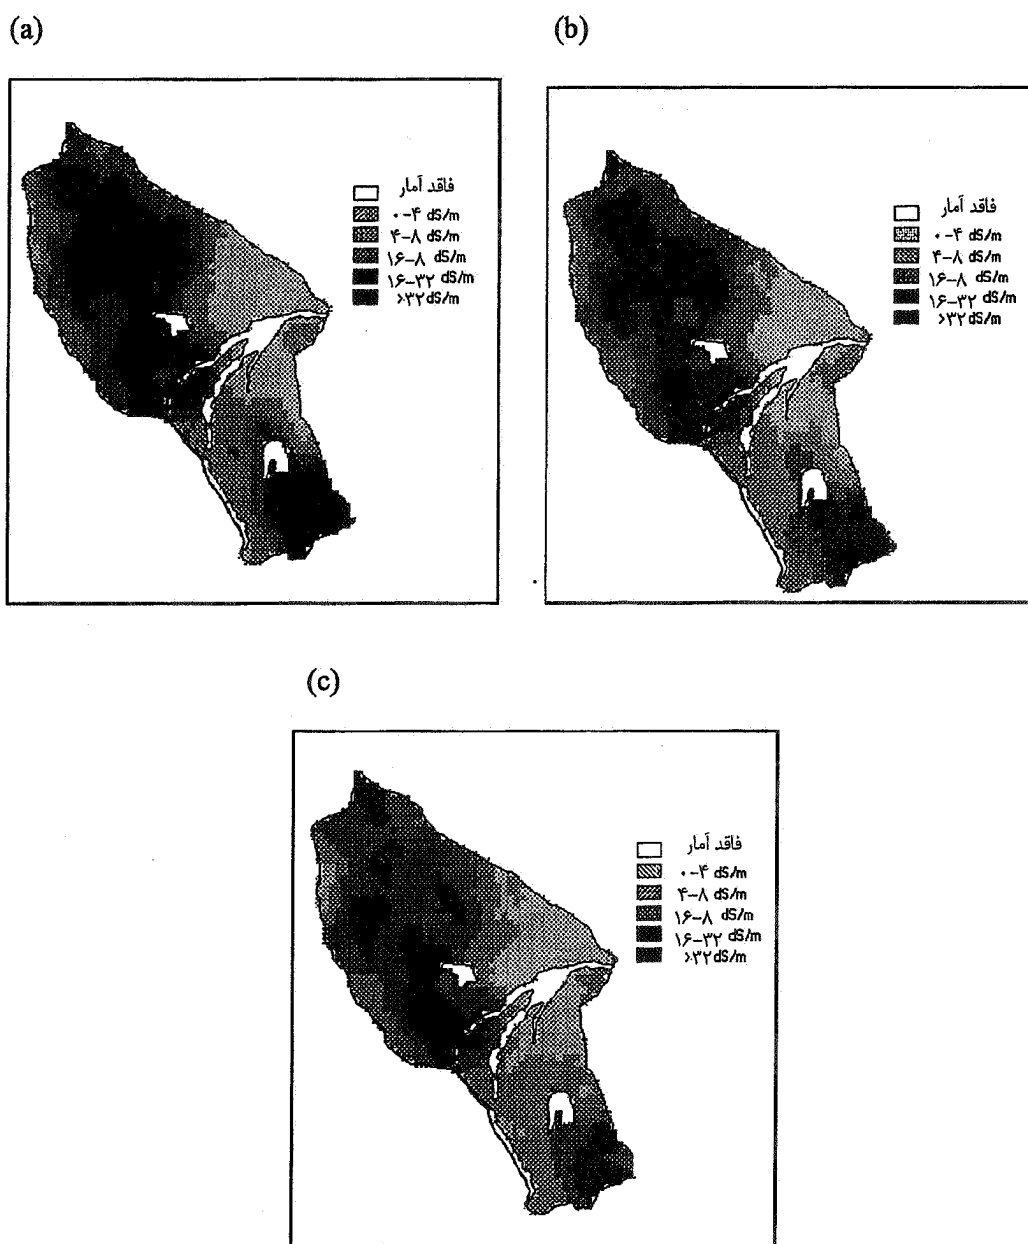 (a)
فاقد آمار
۰-۴ dS/m
۴-۸ dS/m
۱۶-۸ dS/m
۱۶-۳۲ dS/m
>۳۲ dS/m
(b)
فاقد آمار
۰-۴ dS/m
۴-۸ dS/m
۱۶-۸ dS/m
۱۶-۳۲ dS/m
>۳۲ dS/m
(c)
فاقد آمار
۰-۴ dS/m
۴-۸ dS/m
۱۶-۸ dS/m
۱۶-۳۲ dS/m
>۳۲ dS/m